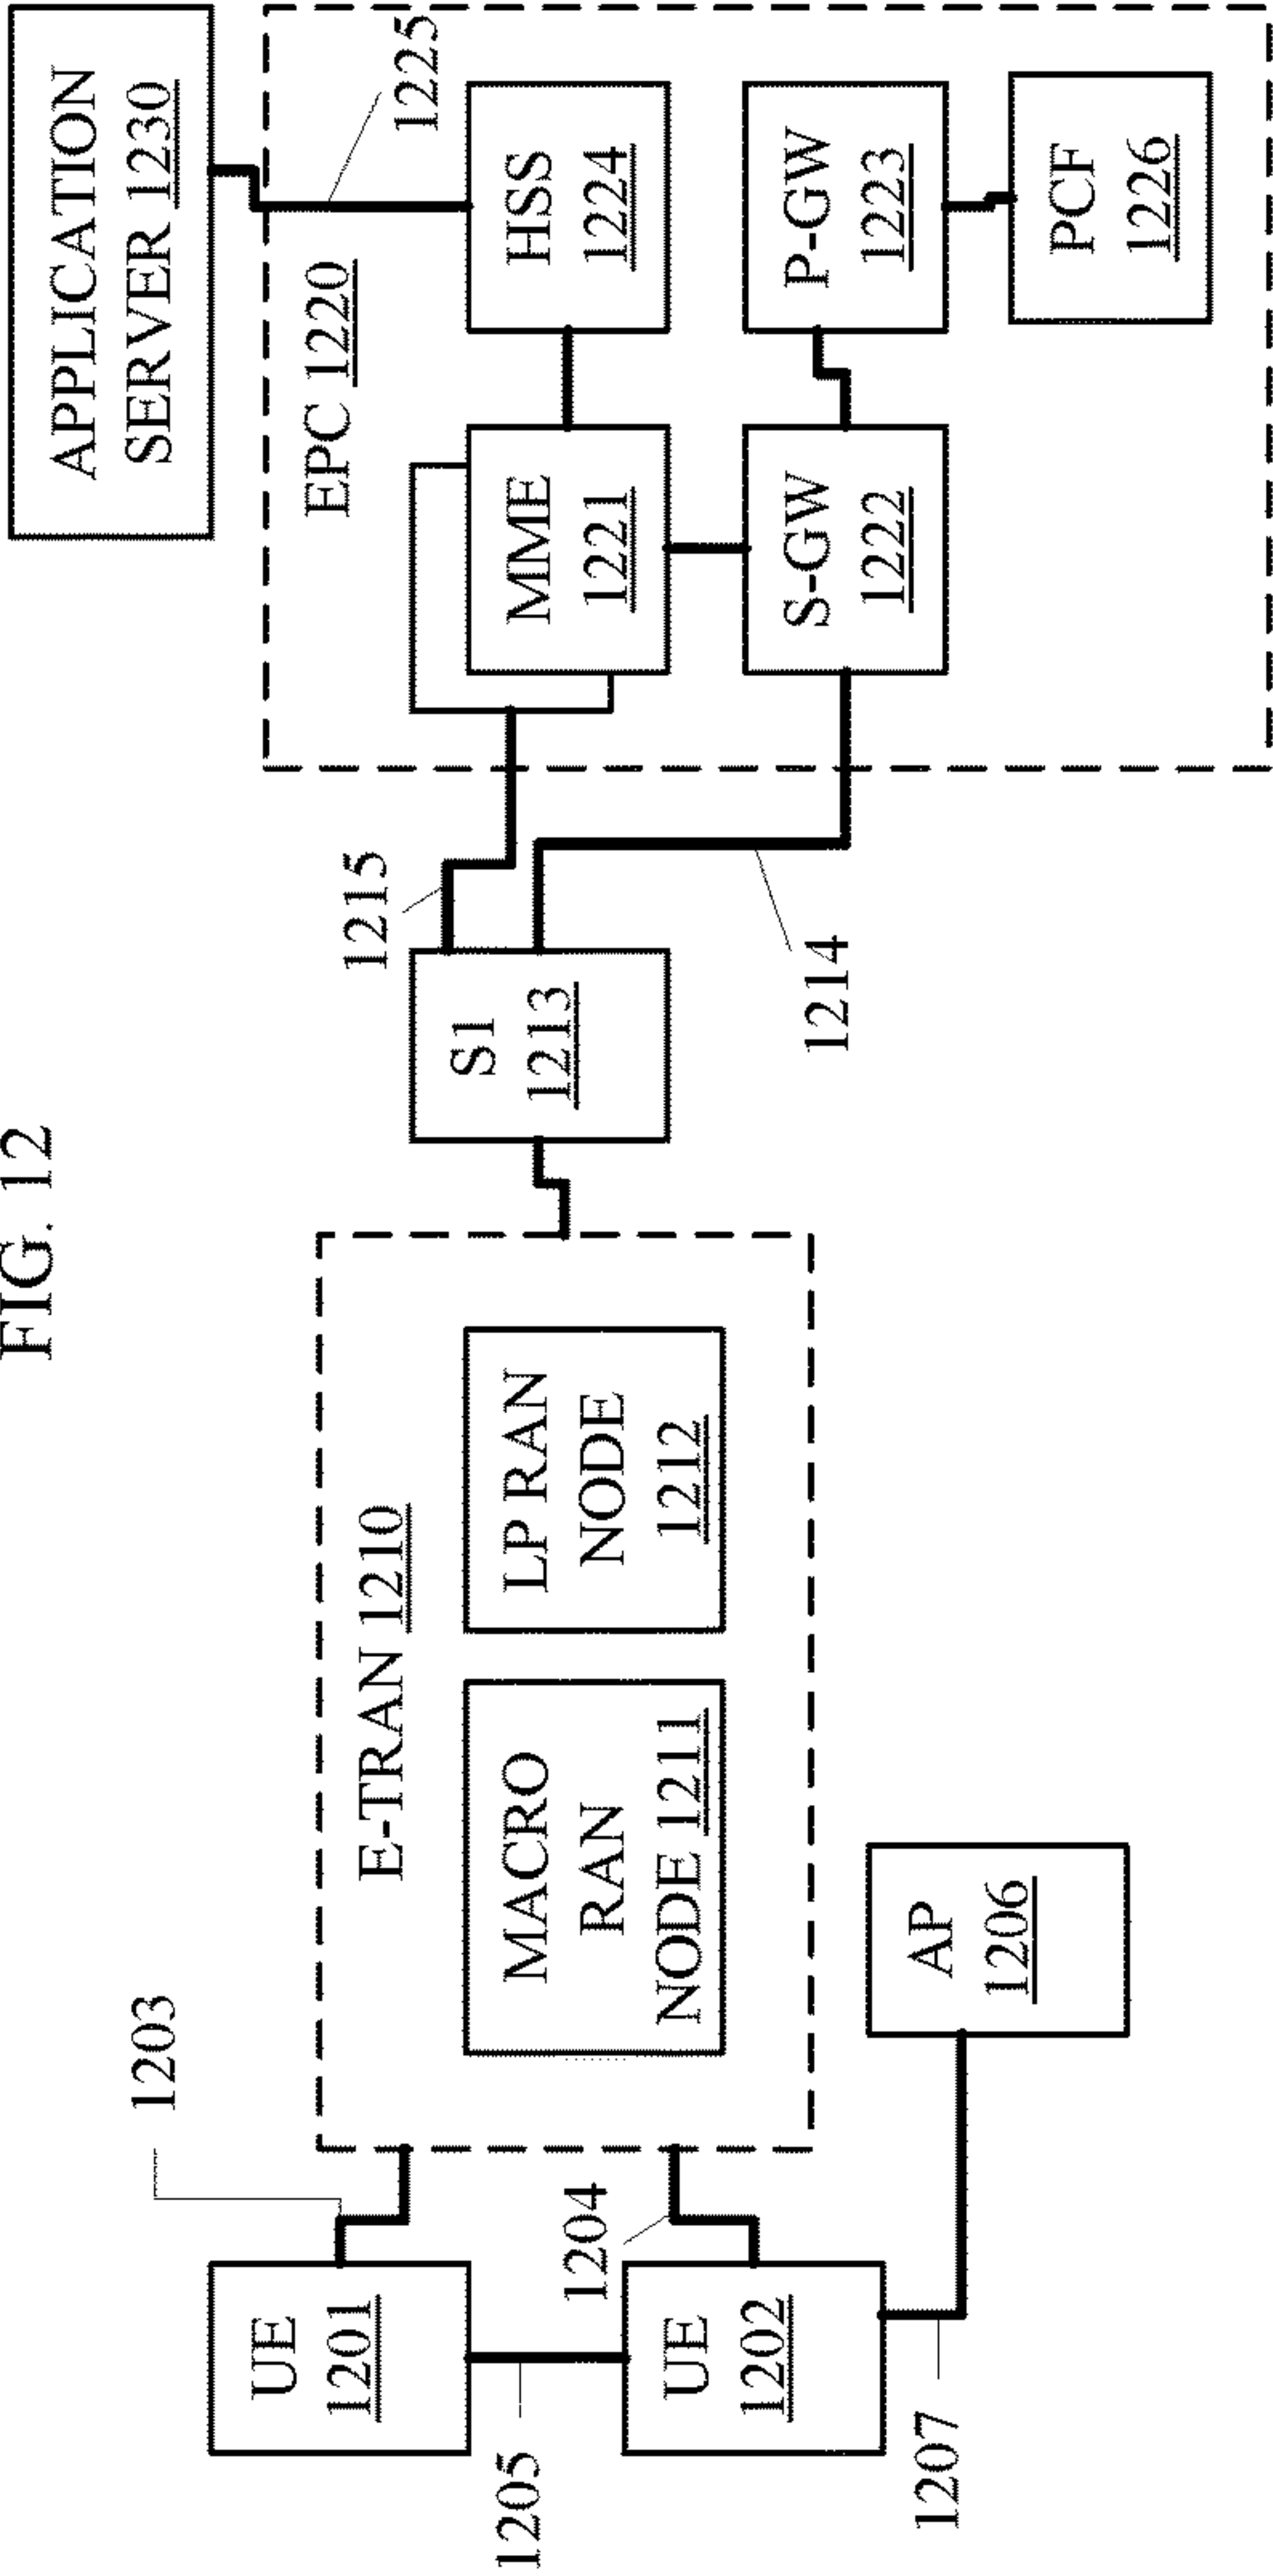 FIG. 12
APPLICATION
SERVER 1230
EPC 1220
1225
HSS
1224
MME
1221
P-GW
1223
S-GW
1222
PCF
1226
1215
1214
S1
1213
E-TRAN 1210
MACRO
RAN
NODE 1211
LP RAN
NODE
1212
1203
1204
UE
1201
1205
UE
1202
1207
AP
1206